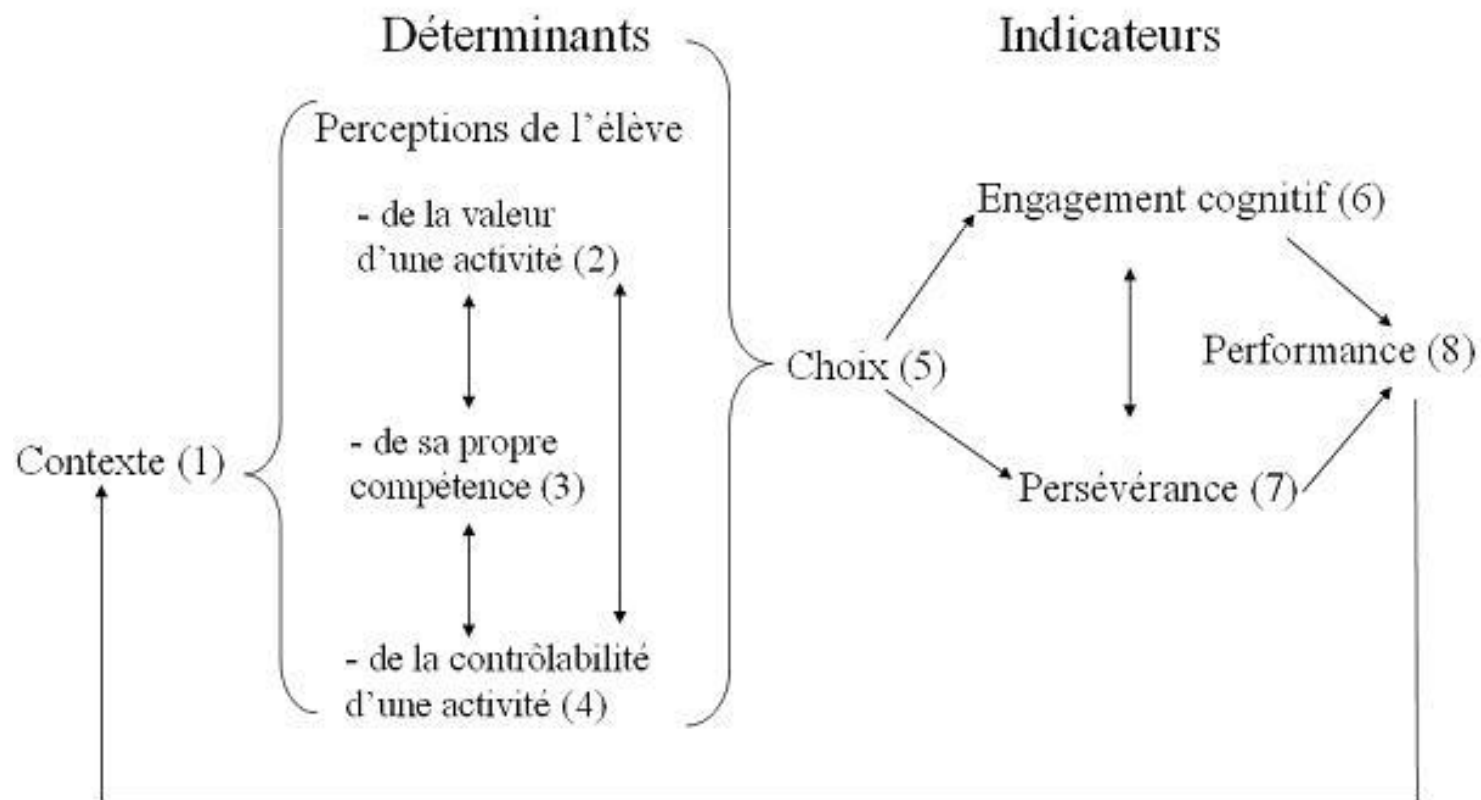 Déterminants
Indicateurs
Perceptions de l'élève
- de la valeur
d'une activité (2)
- de sa propre
compétence (3)
- de la contrôlabilité
d'une activité (4)
Contexte (1)
Choix (5)
Engagement cognitif (6)
Performance (8)
Persévérance (7)